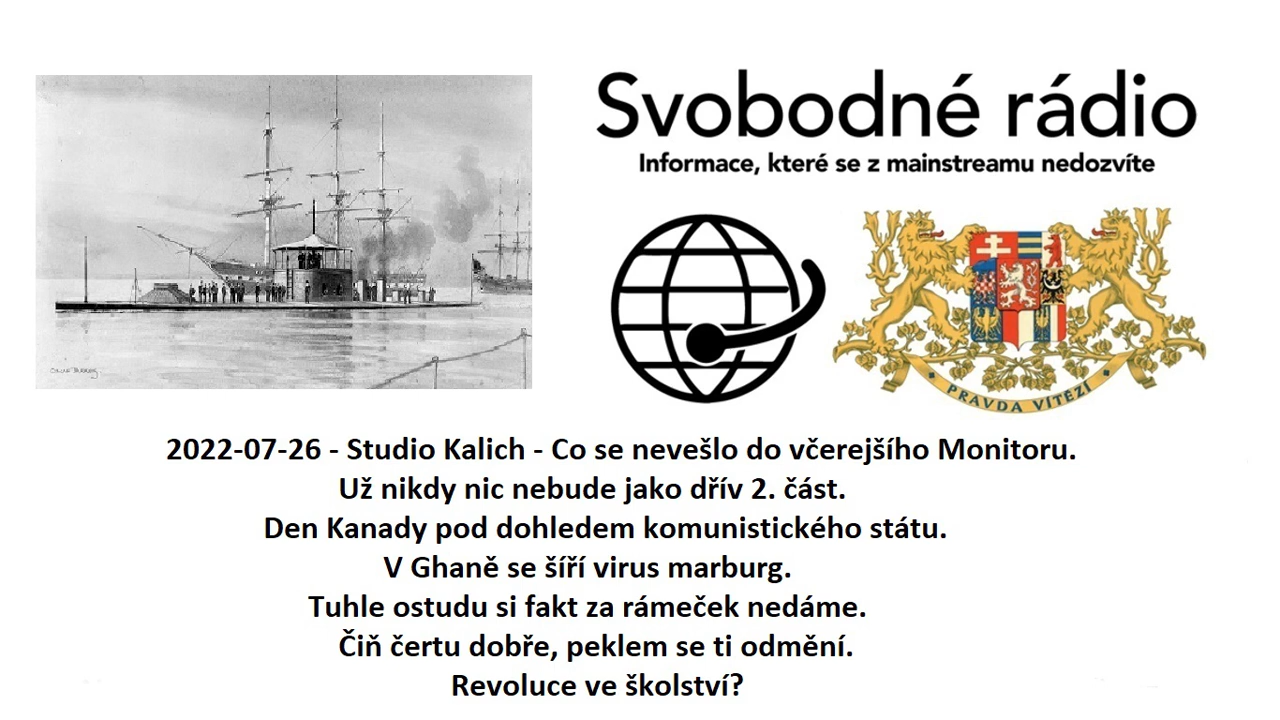 Svobodné rádio
Informace, které se z mainstreamu nedozvíte
PRAVDA VÍTĚZÍ
2022-07-26 - Studio Kalich - Co se nevešlo do včerejšího Monitoru.
Už nikdy nic nebude jako dřív 2. část.
Den Kanady pod dohledem komunistického státu.
V Ghaně se šíří virus marburg.
Tuhle ostudu si fakt za rámeček nedáme.
Čiň čertu dobře, peklem se ti odmění.
Revoluce ve školství?